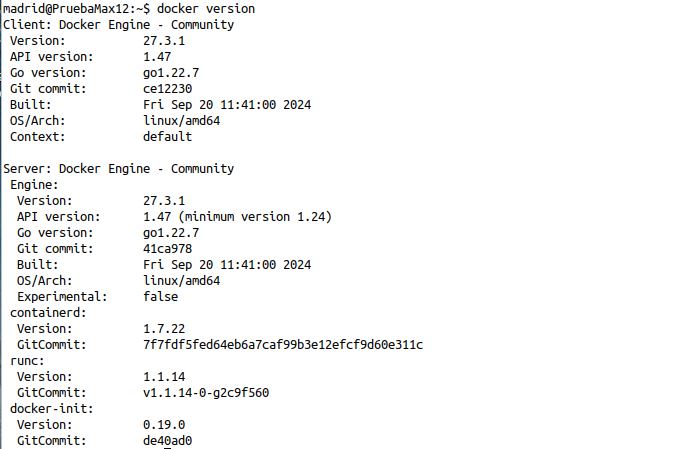 madrid@PruebaMax12:~$ docker version
Client: Docker Engine - Community
 Version:           27.3.1
 API version:       1.47
 Go version:        go1.22.7
 Git commit:        ce12230
 Built:             Fri Sep 20 11:41:00 2024
 OS/Arch:           linux/amd64
 Context:           default

Server: Docker Engine - Community
 Engine:
  Version:          27.3.1
  API version:      1.47 (minimum version 1.24)
  Go version:       go1.22.7
  Git commit:       41ca978
  Built:            Fri Sep 20 11:41:00 2024
  OS/Arch:          linux/amd64
  Experimental:     false
 containerd:
  Version:          1.7.22
  GitCommit:        7f7fdf5fed64eb6a7caf99b3e12efcf9d60e311c
 runc:
  Version:          1.1.14
  GitCommit:        v1.1.14-0-g2c9f560
 docker-init:
  Version:          0.19.0
  GitCommit:        de40ad0